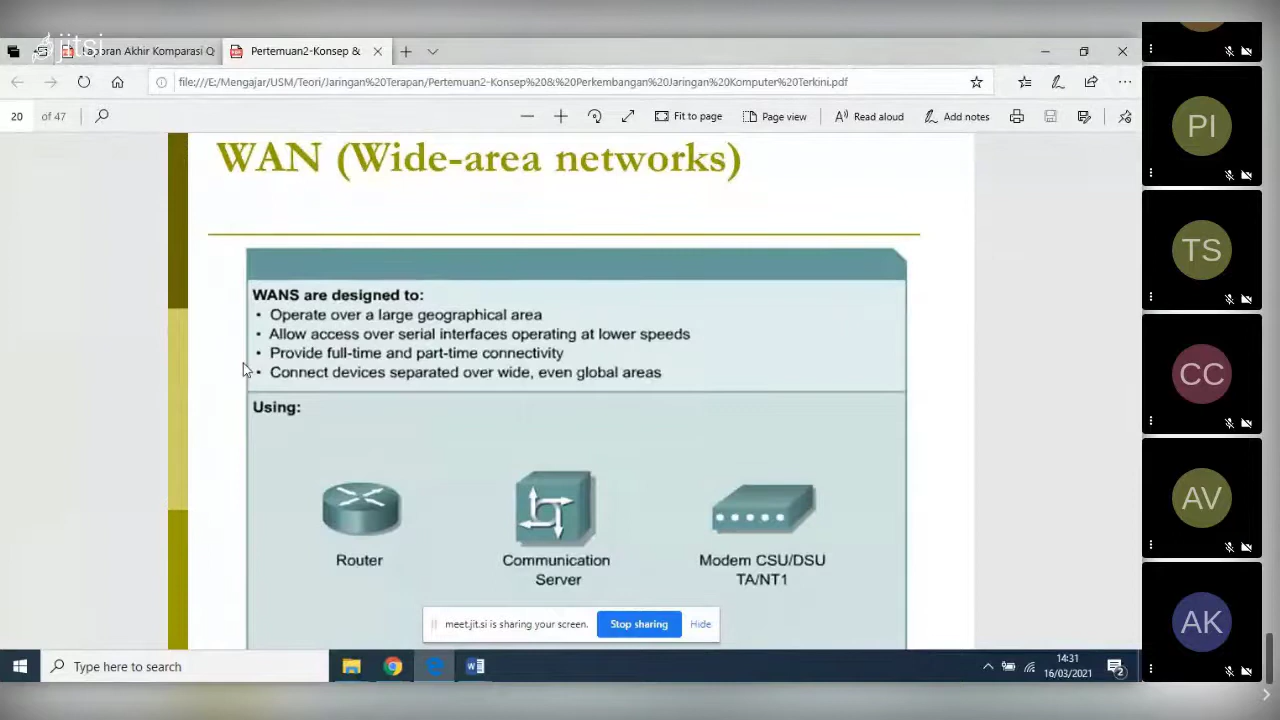 jitsi
Laporan Akhir Komparasi Q
Pertemuan2-Konsep &
file:///E:/Mengajar/USM/Teori/Jaringan%20Terapan/Pertemuan2-Konsep%20&%20Perkembangan%20Jaringan%20Komputer%20Terkini.pdf
20 of 47
Fit to page
Page view
Read aloud
Add notes
WAN (Wide-area networks)
WANS are designed to:
• Operate over a large geographical area
• Allow access over serial interfaces operating at lower speeds
• Provide full-time and part-time connectivity
• Connect devices separated over wide, even global areas
Using:
Router
Communication
Server
Modem CSU/DSU
TA/NT1
meet.jit.si is sharing your screen.
Stop sharing
Hide
Type here to search
14:31
16/03/2021
2
PI
TS
CC
AV
AK